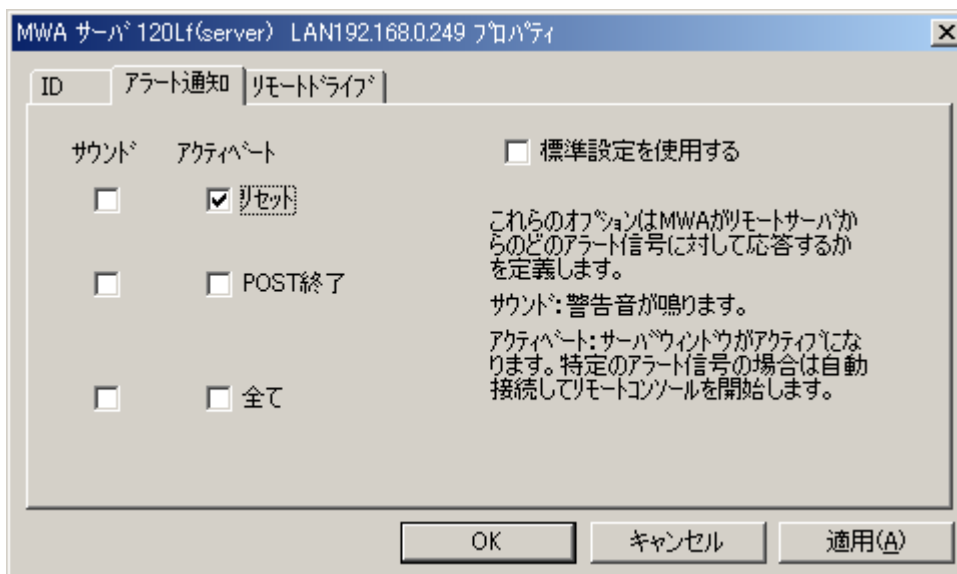 MWA ｻｰﾊﾞ 120Lf(server) LAN192.168.0.249 ﾌﾟﾛﾊﾟﾃｨ
ID ｱﾗｰﾄ通知 ﾘﾓｰﾄﾄﾞﾗｲﾌﾞ
ｻｳﾝﾄﾞ ｱｸﾃｨﾍﾞｰﾄ
標準設定を使用する
ﾘｾｯﾄ
POST終了
全て
これらのｵﾌﾟｼｮﾝはMWAがﾘﾓｰﾄｻｰﾊﾞか
らのどのｱﾗｰﾄ信号に対して応答するか
を定義します。
ｻｳﾝﾄﾞ：警告音が鳴ります。
ｱｸﾃｨﾍﾞｰﾄ：ｻｰﾊﾞｳｨﾝﾄﾞｳがｱｸﾃｨﾌﾞにな
ります。特定のｱﾗｰﾄ信号の場合は自動
接続してﾘﾓｰﾄｺﾝｿｰﾙを開始します。
OK キャンセル 適用(A)